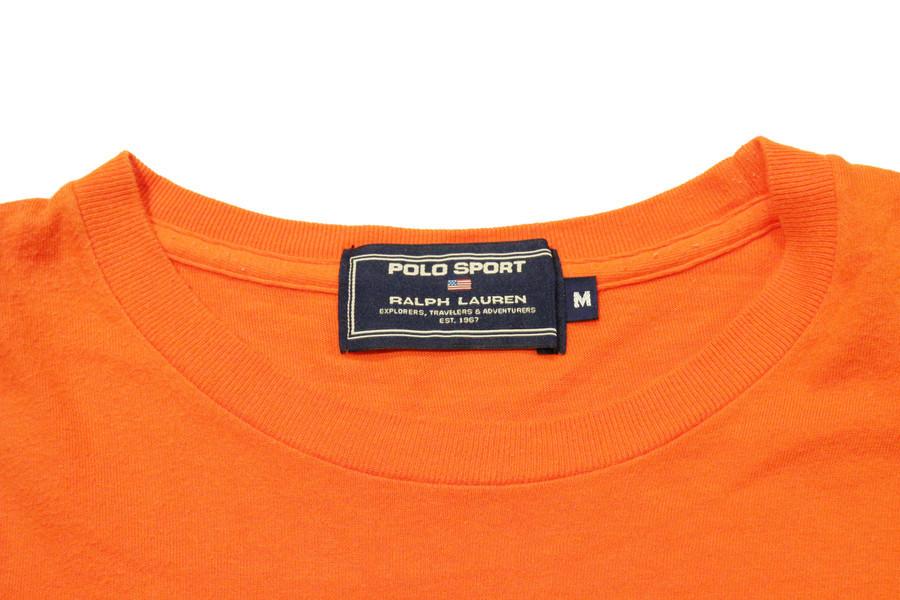 POLO SPORT
RALPH LAUREN
EXPLORERS, TRAVELERS & ADVENTURERS
EST. 1967
M